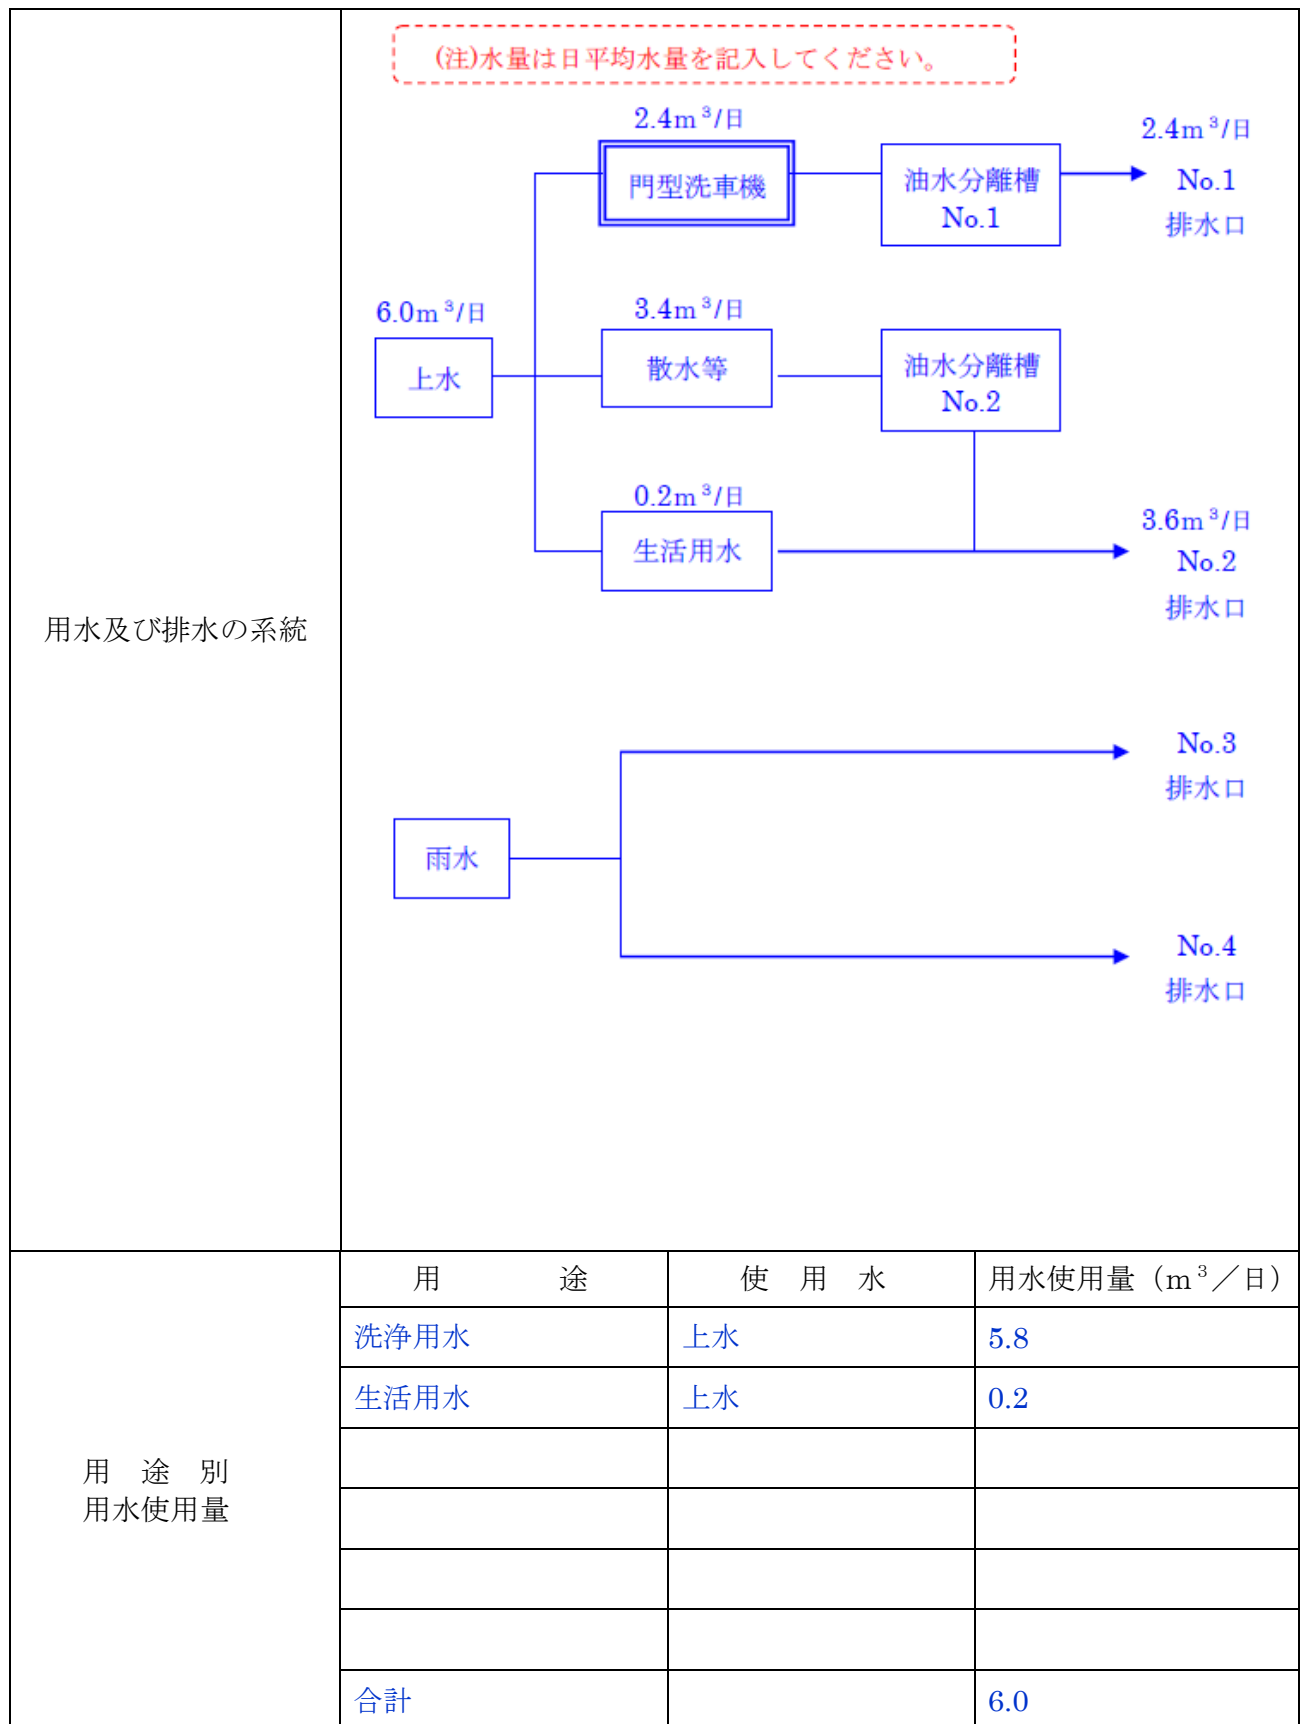 (注)水量は日平均水量を記入してください。
2.4m³/日
2.4m³/日
門型洗車機
油水分離槽
No.1
No.1
排水口
6.0m³/日
3.4m³/日
上水
散水等
油水分離槽
No.2
0.2m³/日
生活用水
3.6m³/日
No.2
排水口
用水及び排水の系統
No.3
排水口
雨水
No.4
排水口
用 途 使 用 水 用水使用量（m³／日）
洗浄用水 上水 5.8
生活用水 上水 0.2
用 途 別
用水使用量
合計 6.0